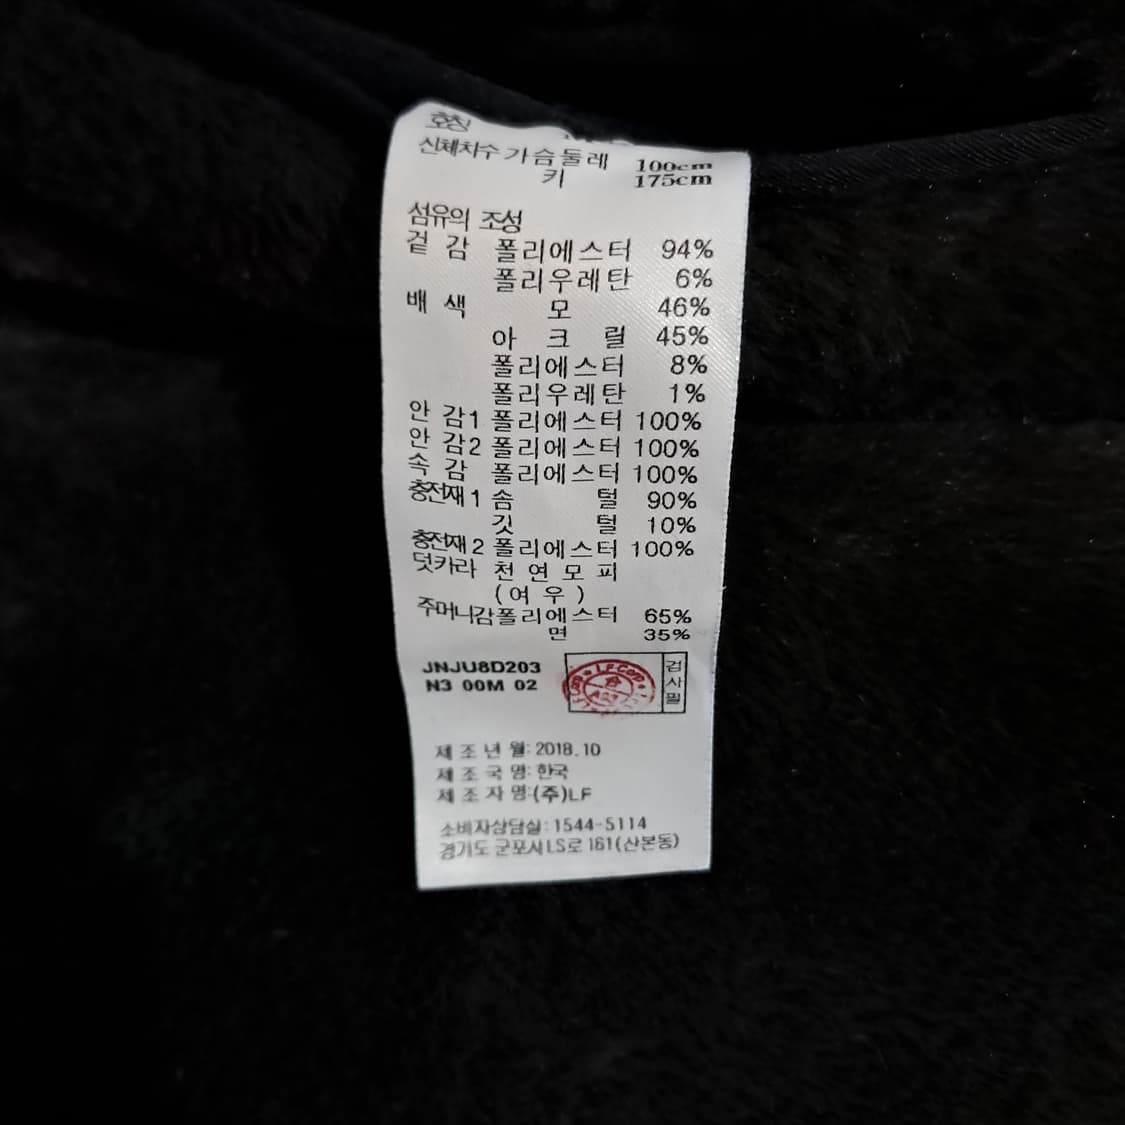 호칭
신체치수 가슴둘레 100cm
키 175cm
섬유의 조성
겉 감 폴리에스터 94%
폴리우레탄 6%
배 색 모 46%
아 크 릴 45%
폴리에스터 8%
폴리우레탄 1%
안 감1 폴리에스터 100%
안 감2 폴리에스터 100%
속 감 폴리에스터 100%
충전재1 솜 털 90%
깃 털 10%
충전재2 폴리에스터 100%
덧카라 천 연 모 피
(여 우)
주머니감 폴리에스터 65%
면 35%
JNJU8D203
N3 00M 02
LF Corp
검사필
제 조 년 월: 2018.10
제 조 국 명: 한국
제 조 자 명:(주)LF
소비자상담실: 1544-5114
경기도 군포시 LS로 161(산본동)